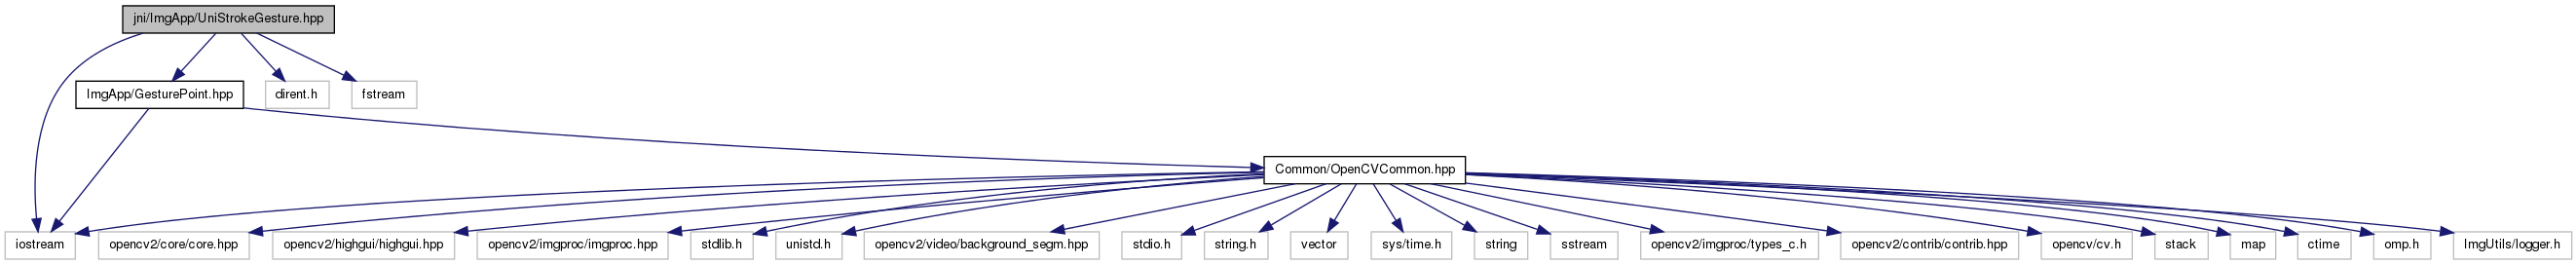 jni/ImgApp/UniStrokeGesture.hpp
ImgApp/GesturePoint.hpp
dirent.h
fstream
Common/OpenCVCommon.hpp
iostream
opencv2/core/core.hpp
opencv2/highgui/highgui.hpp
opencv2/imgproc/imgproc.hpp
stdlib.h
unistd.h
opencv2/video/background_segm.hpp
stdio.h
string.h
vector
sys/time.h
string
sstream
opencv2/imgproc/types_c.h
opencv2/contrib/contrib.hpp
opencv/cv.h
stack
map
ctime
omp.h
ImgUtils/logger.h